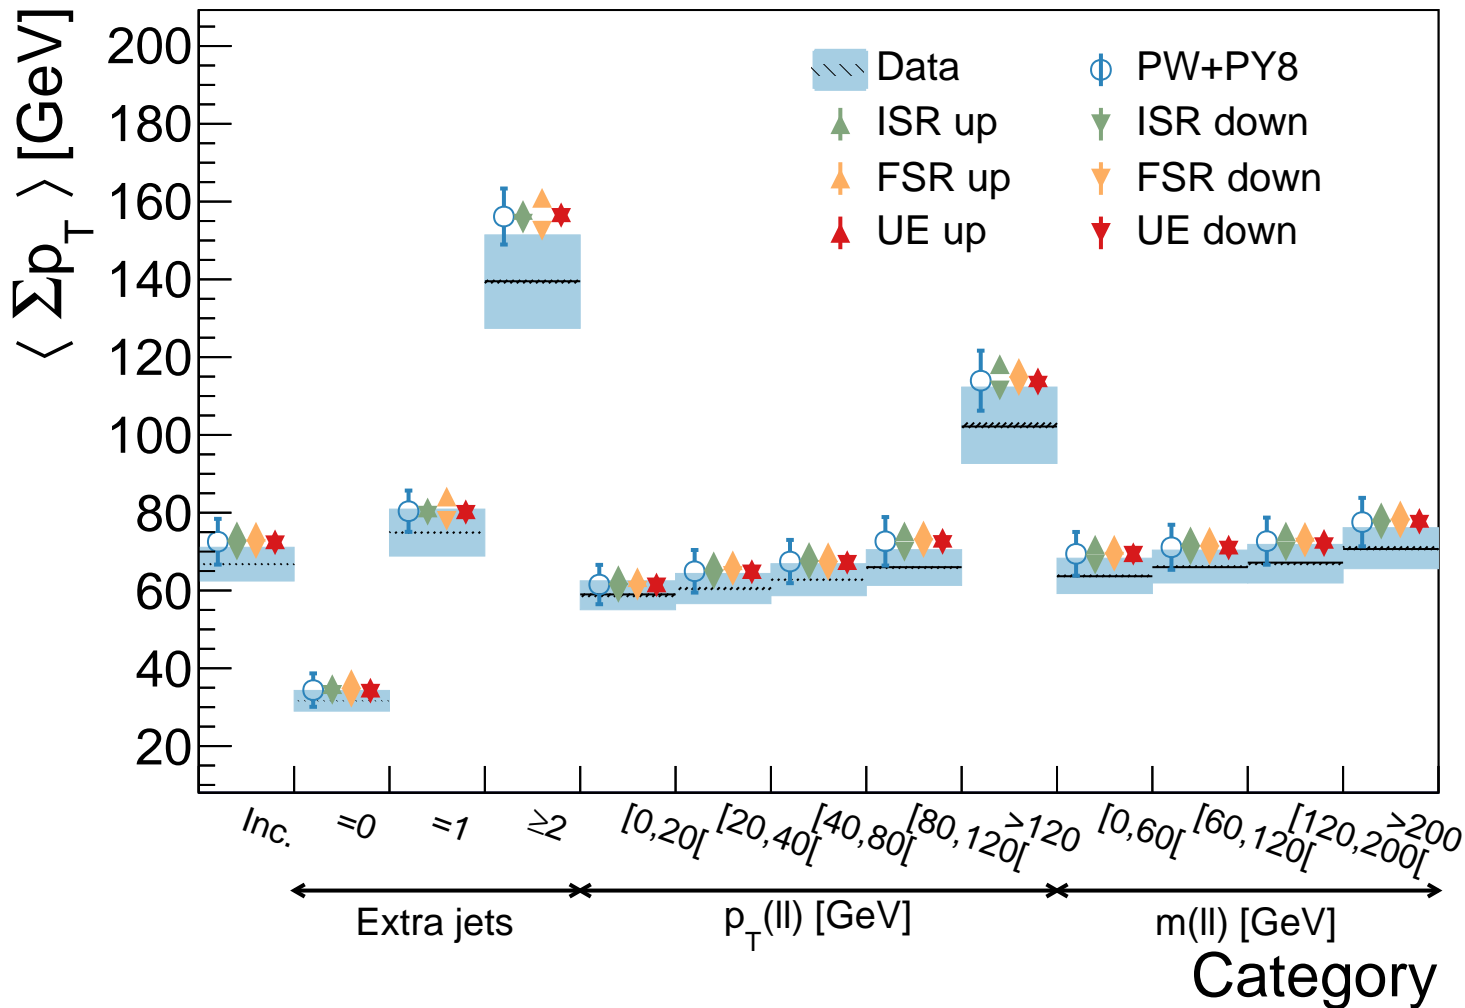 ⟨ Σp_T ⟩ [GeV]
200
180
160
140
120
100
80
60
40
20
Data
PW+PY8
ISR up
ISR down
FSR up
FSR down
UE up
UE down
Inc.
=0
=1
≥2
[0,20[
[20,40[
[40,80[
[80,120[
>120
[0,60[
[60,120[
[120,200[
>200
Extra jets
p_T(ll) [GeV]
m(ll) [GeV]
Category